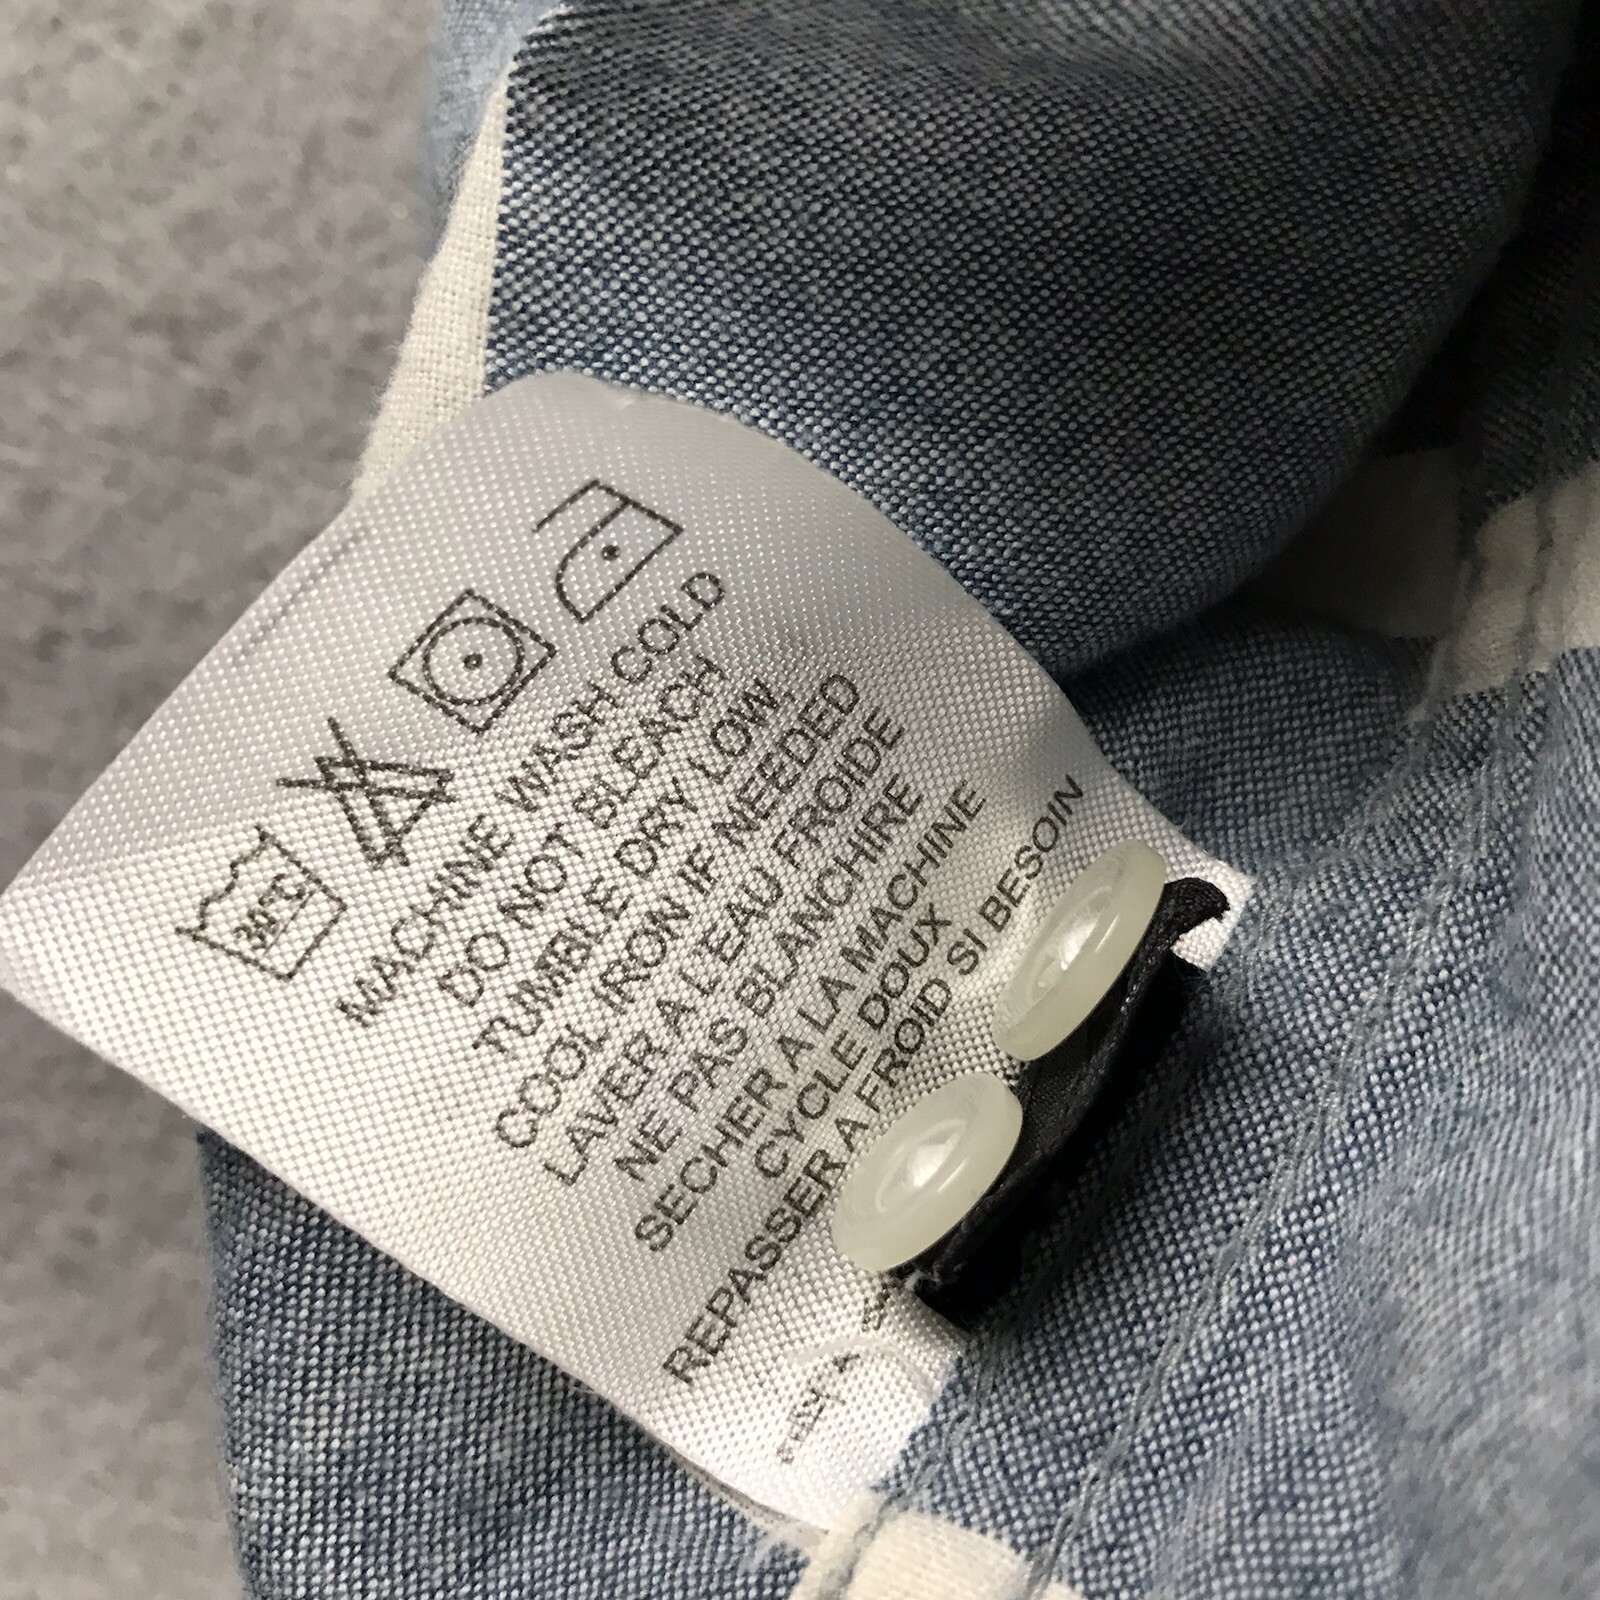 30°C
MACHINE WASH COLD
DO NOT BLEACH
TUMBLE DRY LOW
COOL IRON IF NEEDED
LAVER A L'EAU FROIDE
NE PAS BLANCHIRE
SECHER A LA MACHINE
CYCLE DOUX
REPASSER A FROID SI BESOIN